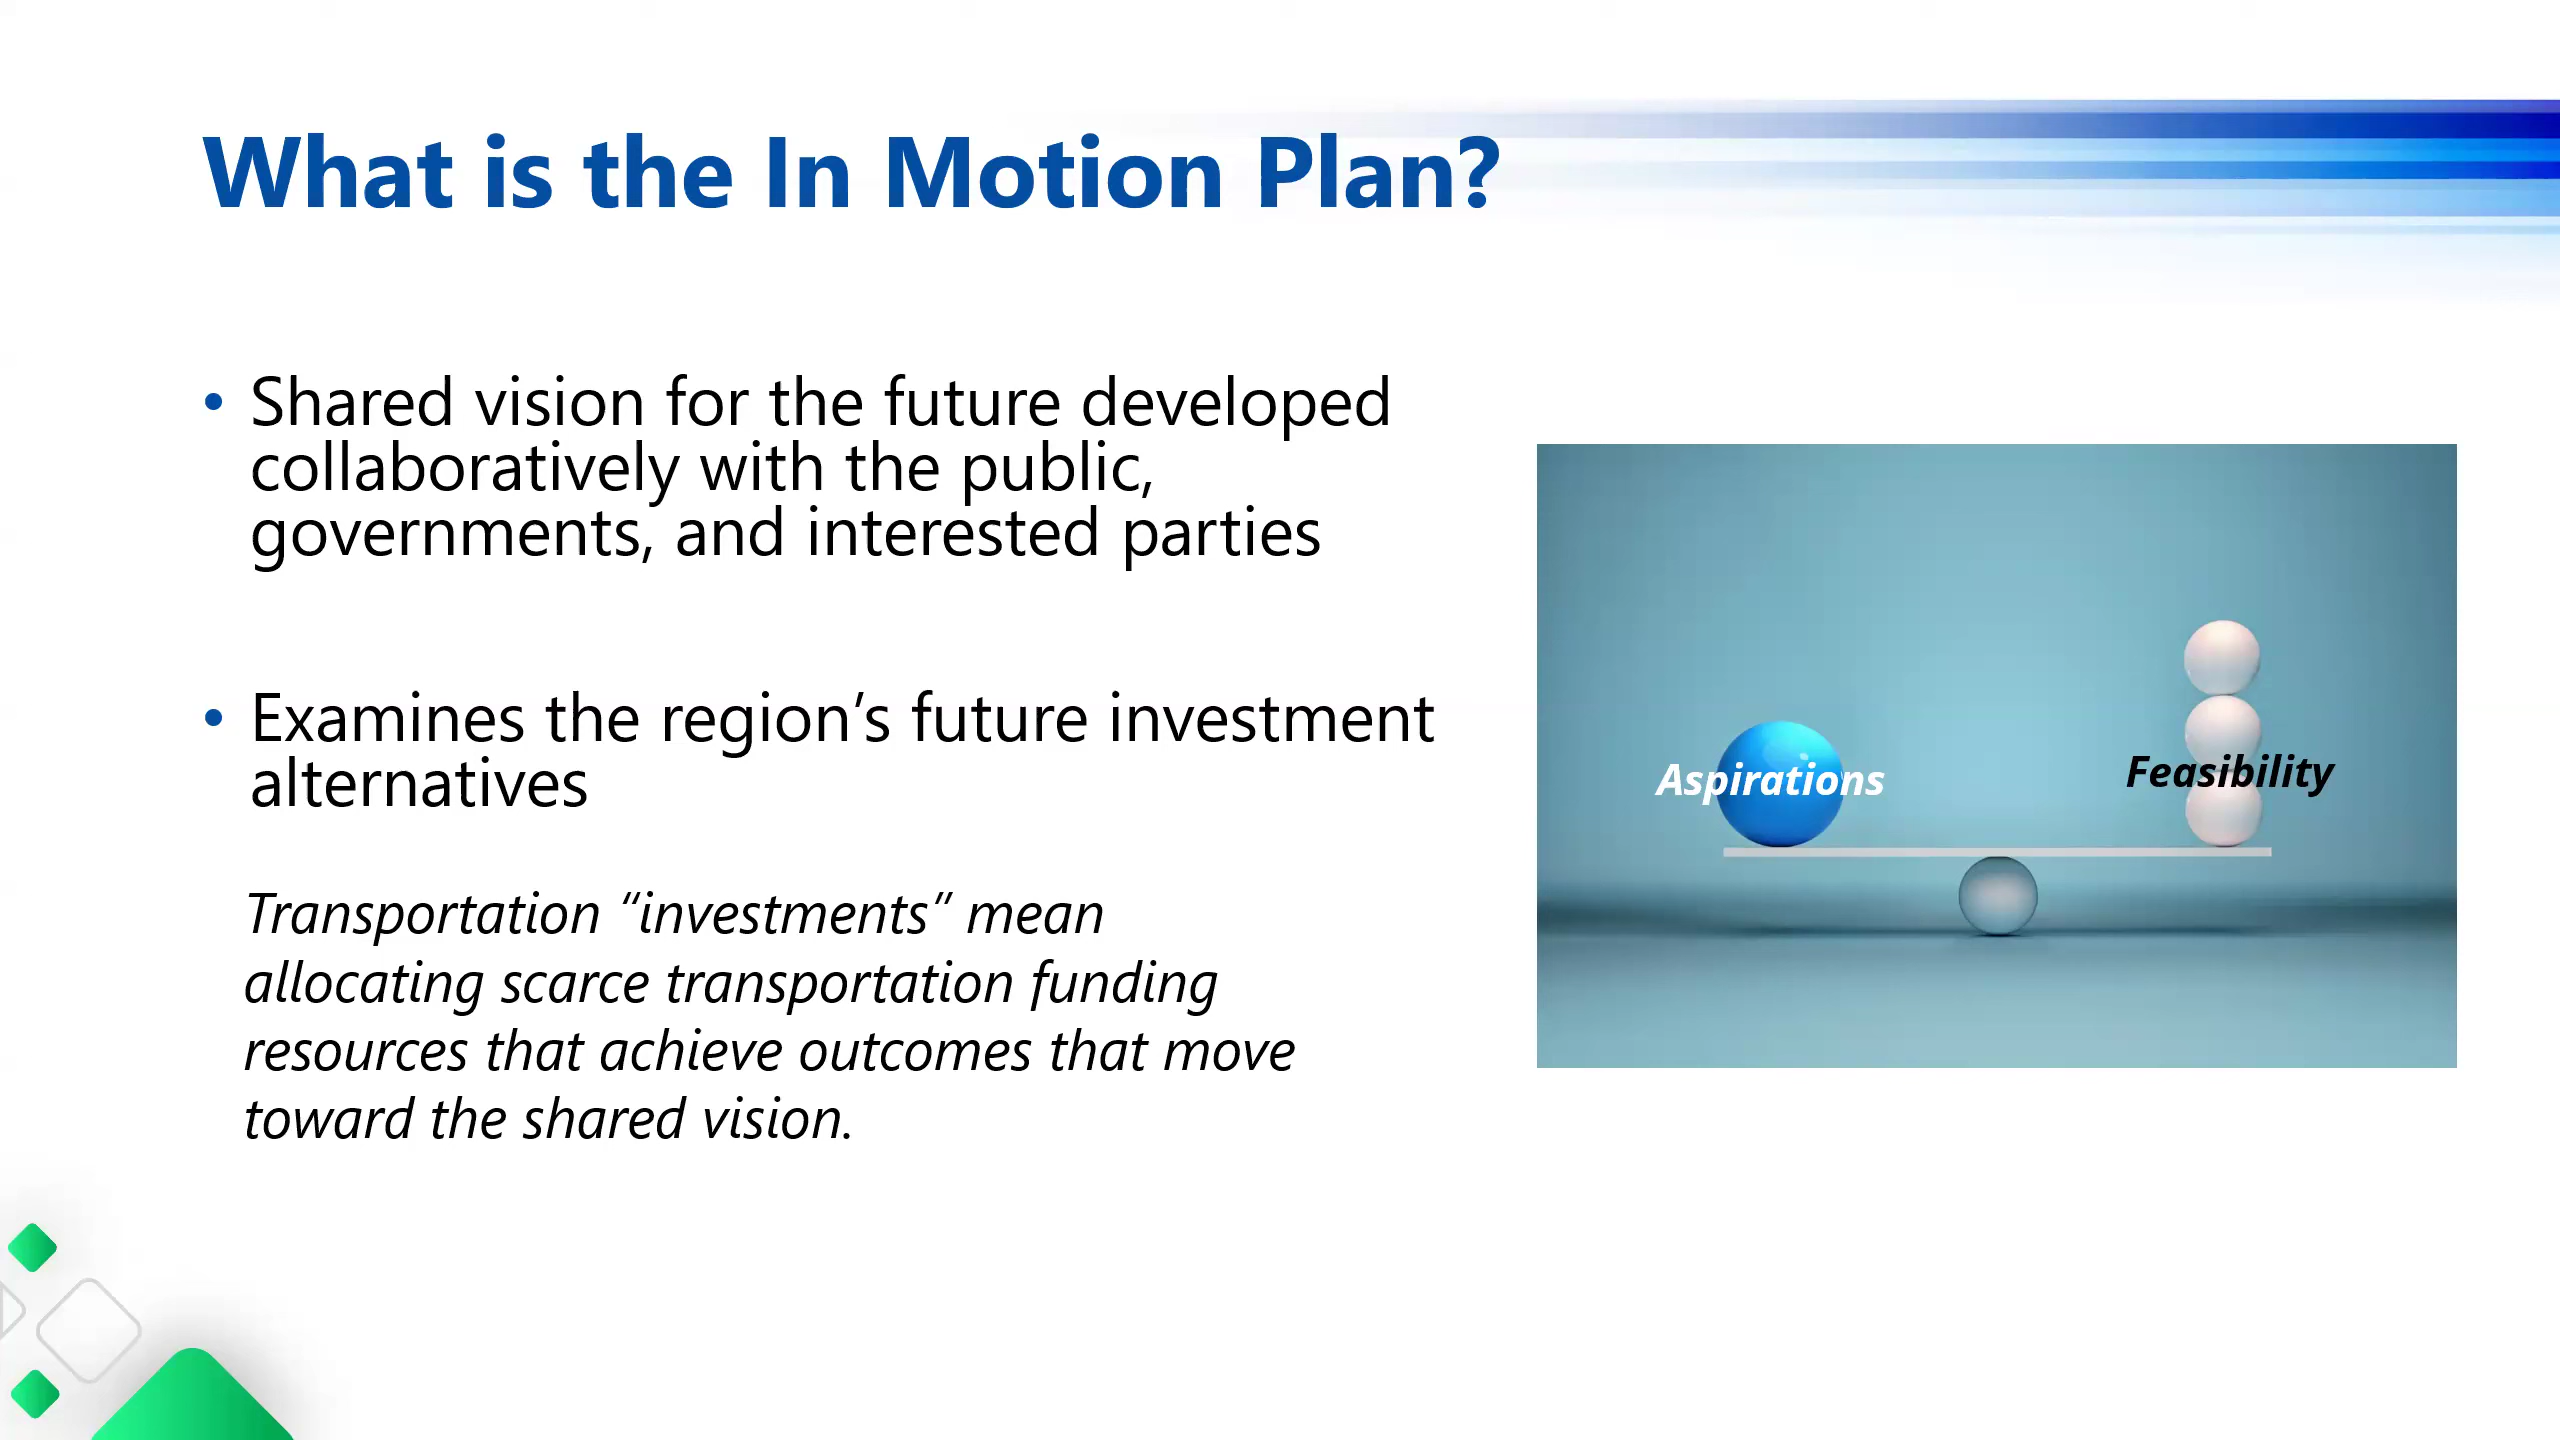 What is the In Motion Plan?
• Shared vision for the future developed
collaboratively with the public,
governments, and interested parties
• Examines the region’s future investment
alternatives
Transportation “investments” mean
allocating scarce transportation funding
resources that achieve outcomes that move
toward the shared vision.
Aspirations
Feasibility